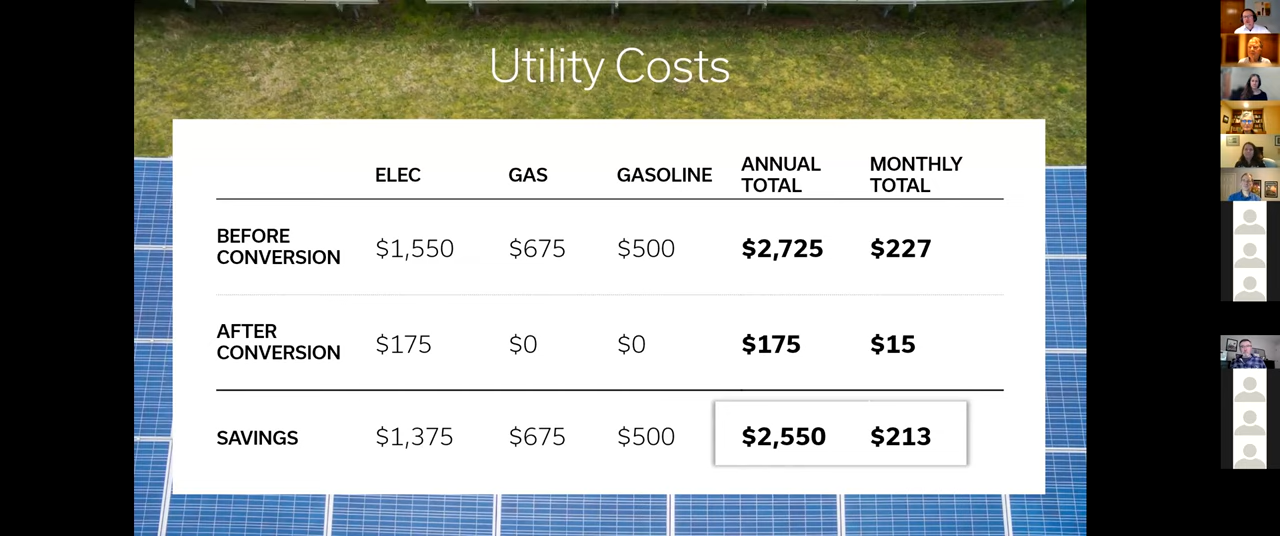 Utility Costs
ELEC GAS GASOLINE ANNUAL TOTAL MONTHLY TOTAL
BEFORE CONVERSION $1,550 $675 $500 $2,725 $227
AFTER CONVERSION $175 $0 $0 $175 $15
SAVINGS $1,375 $675 $500 $2,550 $213